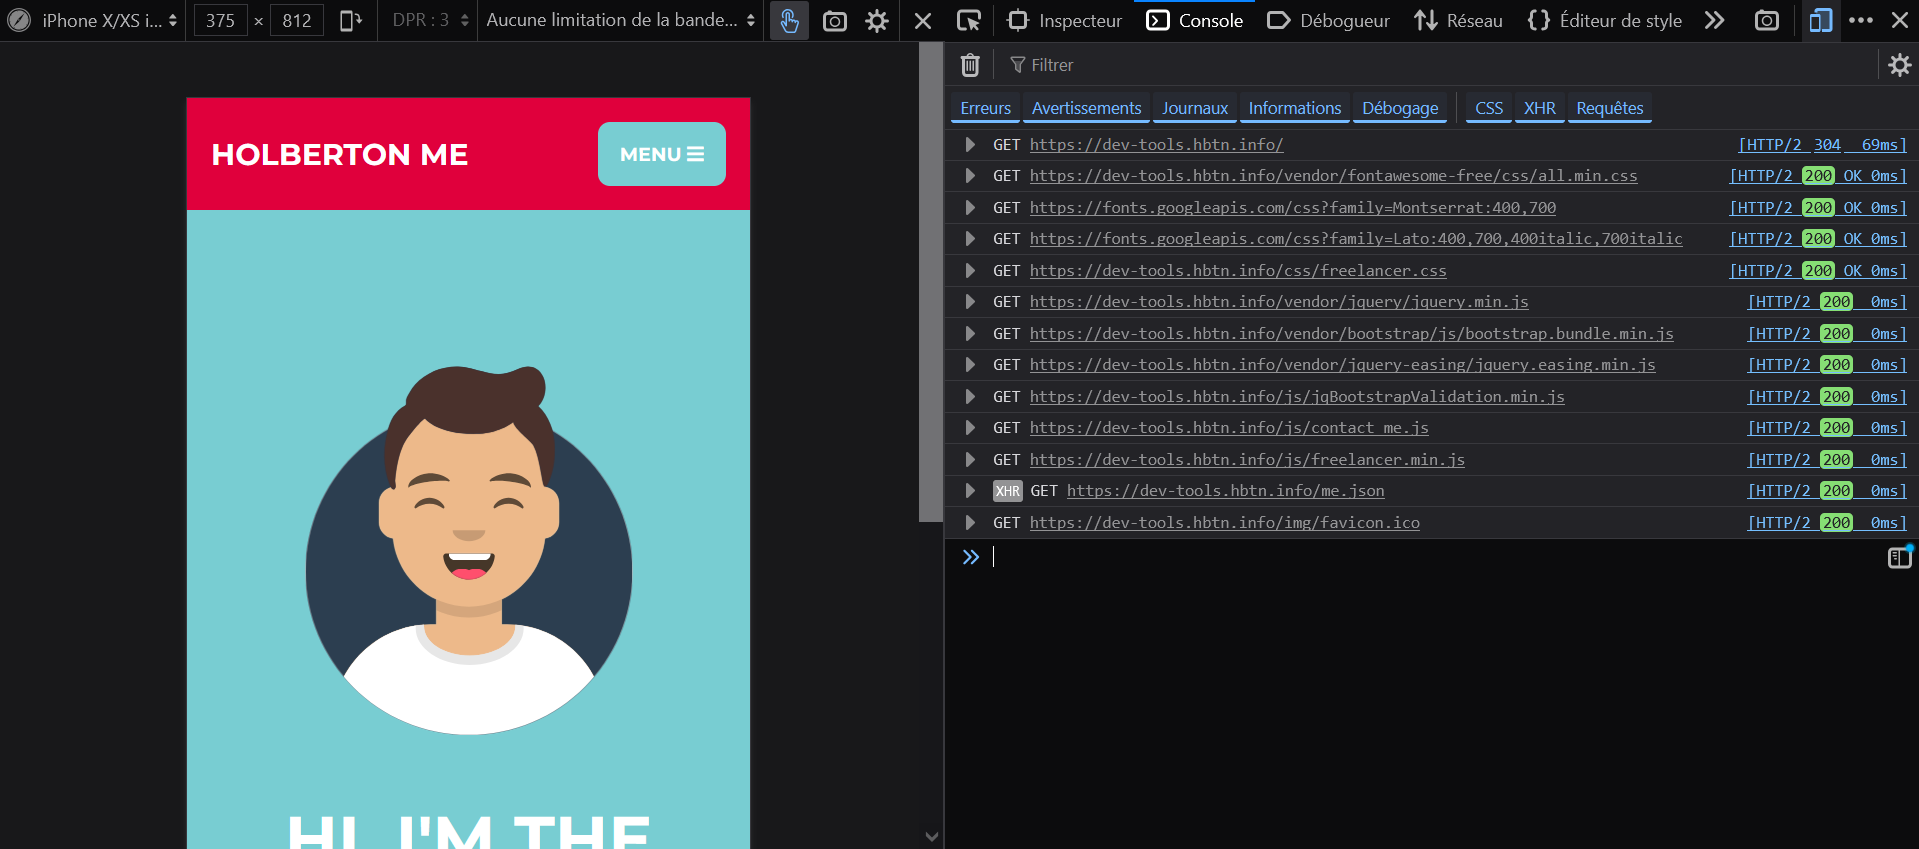 iPhone X/XS i... 375 × 812 DPR : 3 Aucune limitation de la bande...
Inspecteur Console Débogueur Réseau Éditeur de style
Filtrer
Erreurs Avertissements Journaux Informations Débogage CSS XHR Requêtes
HOLBERTON ME
MENU
HI, I'M THE
GET https://dev-tools.hbtn.info/ [HTTP/2 304 69ms]
GET https://dev-tools.hbtn.info/vendor/fontawesome-free/css/all.min.css [HTTP/2 200 OK 0ms]
GET https://fonts.googleapis.com/css?family=Montserrat:400,700 [HTTP/2 200 OK 0ms]
GET https://fonts.googleapis.com/css?family=Lato:400,700,400italic,700italic [HTTP/2 200 OK 0ms]
GET https://dev-tools.hbtn.info/css/freelancer.css [HTTP/2 200 OK 0ms]
GET https://dev-tools.hbtn.info/vendor/jquery/jquery.min.js [HTTP/2 200 0ms]
GET https://dev-tools.hbtn.info/vendor/bootstrap/js/bootstrap.bundle.min.js [HTTP/2 200 0ms]
GET https://dev-tools.hbtn.info/vendor/jquery-easing/jquery.easing.min.js [HTTP/2 200 0ms]
GET https://dev-tools.hbtn.info/js/jqBootstrapValidation.min.js [HTTP/2 200 0ms]
GET https://dev-tools.hbtn.info/js/contact_me.js [HTTP/2 200 0ms]
GET https://dev-tools.hbtn.info/js/freelancer.min.js [HTTP/2 200 0ms]
XHR GET https://dev-tools.hbtn.info/me.json [HTTP/2 200 0ms]
GET https://dev-tools.hbtn.info/img/favicon.ico [HTTP/2 200 0ms]